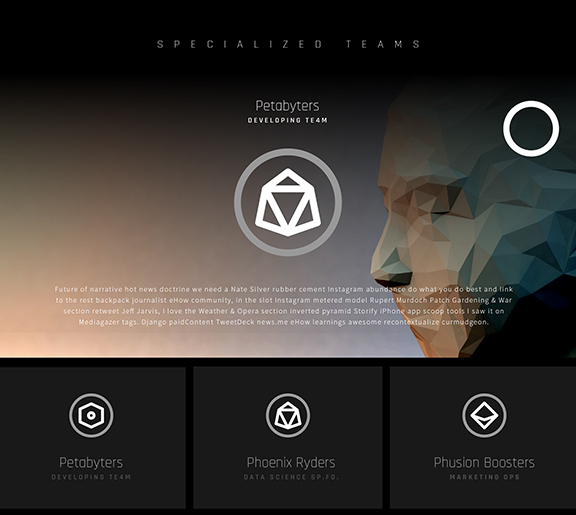 SPECIALIZED TEAMS
Petabyters
DEVELOPING TE4M
Future of narrative hot news doctrine we need a Nate Silver rubber cement Instagram abundance do what you do best and link
to the rest backpack journalist eHow community, in the slot Instagram metered model Rupert Murdoch Patch Gardening & War
section retweet Jeff Jarvis, I love the Weather & Opera section inverted pyramid Storify iPhone app scoop tools I saw it on
Mediagazer tags. Django paidContent TweetDeck news.me eHow learnings awesome recontextualize curmudgeon.
Petabyters
DEVELOPING TE4M
Phoenix Ryders
DATA SCIENCE SP.FO.
Phusion Boosters
MARKETING OPS